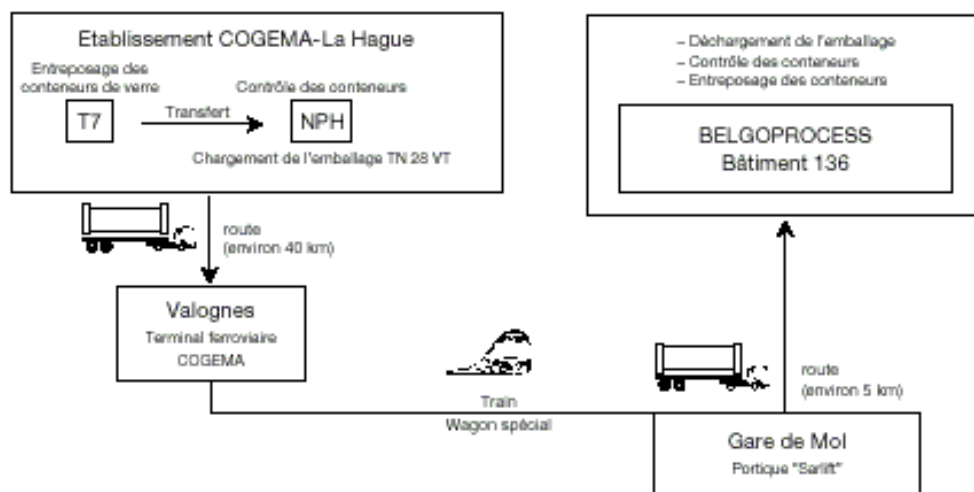 Etablissement COGEMA-La Hague
Entreposage des
conteneurs de verre
Contrôle des conteneurs
T7
Transfert
NPH
Chargement de l'emballage TN 28 VT
route
(environ 40 km)
Valognes
Terminal ferroviaire
COGEMA
Train
Wagon spécial
– Déchargement de l'emballage
– Contrôle des conteneurs
– Entreposage des conteneurs
BELGOPROCESS
Bâtiment 136
route
(environ 5 km)
Gare de Mol
Portique "Sarlift"